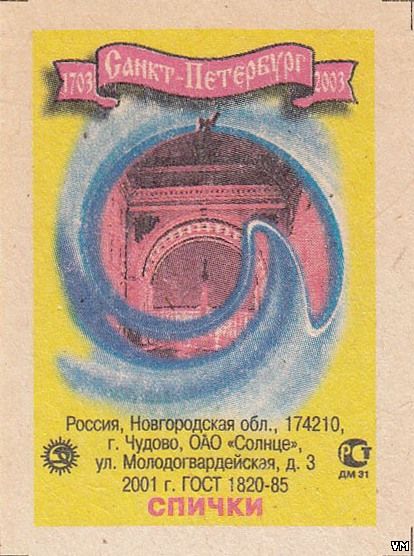 1703 Санкт-Петербург 2003
Россия, Новгородская обл., 174210,
г. Чудово, ОАО «Солнце»,
ул. Молодогвардейская, д. 3
2001 г. ГОСТ 1820-85
РСТ
ДМ 31
СПИЧКИ
VM